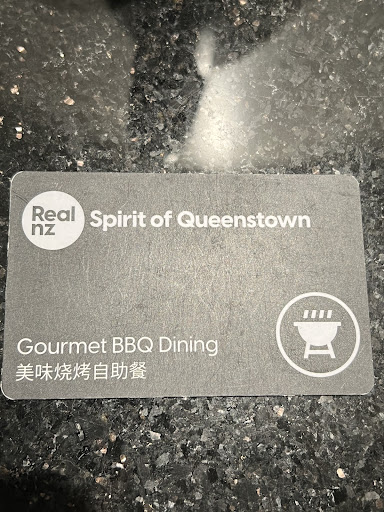 Real
nz
Spirit of Queenstown
Gourmet BBQ Dining
美味烧烤自助餐